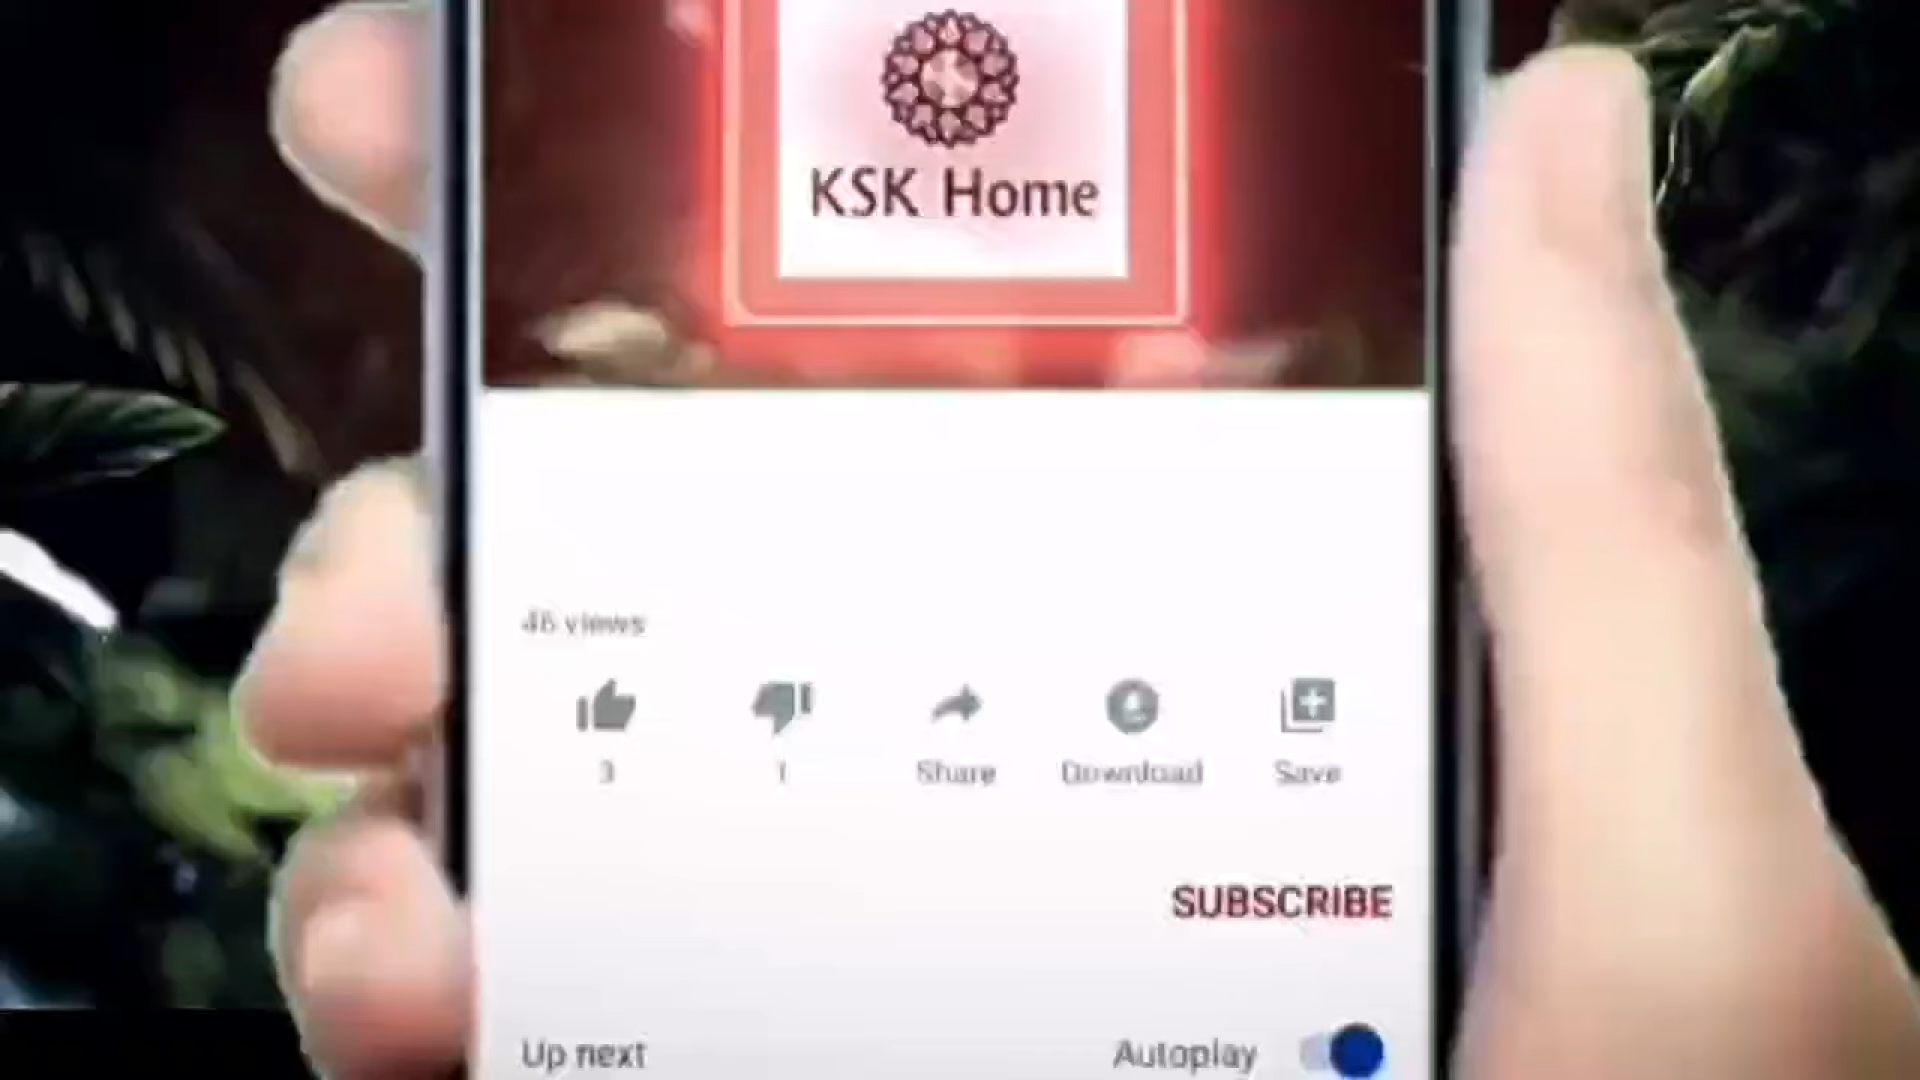 KSK Home
46 views
3 1 Share Download Save
SUBSCRIBE
Up next Autoplay